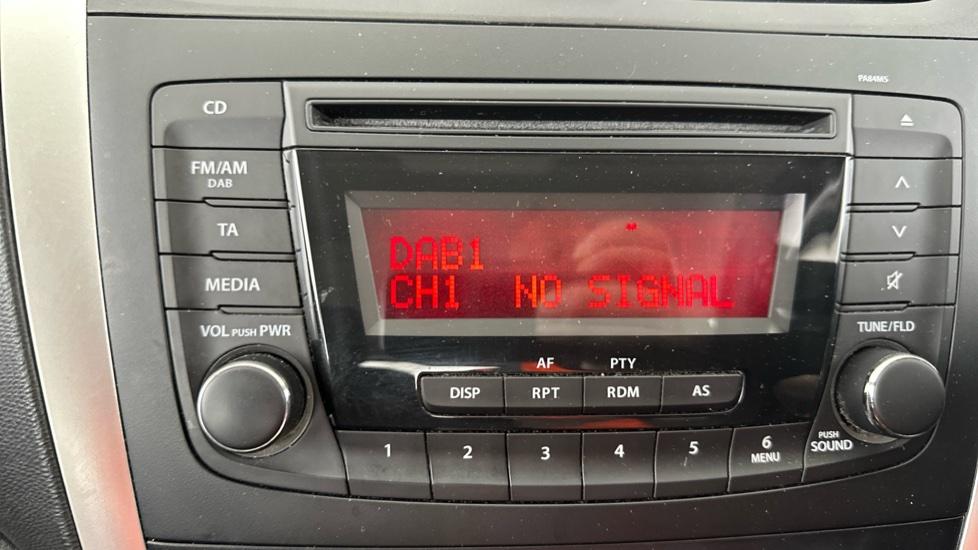 PA84MS
CD
FM/AM
DAB
TA
MEDIA
VOL PUSH PWR
DAB1
CH1 NO SIGNAL
AF PTY
DISP RPT RDM AS
1 2 3 4 5 6
MENU
TUNE/FLD
PUSH
SOUND